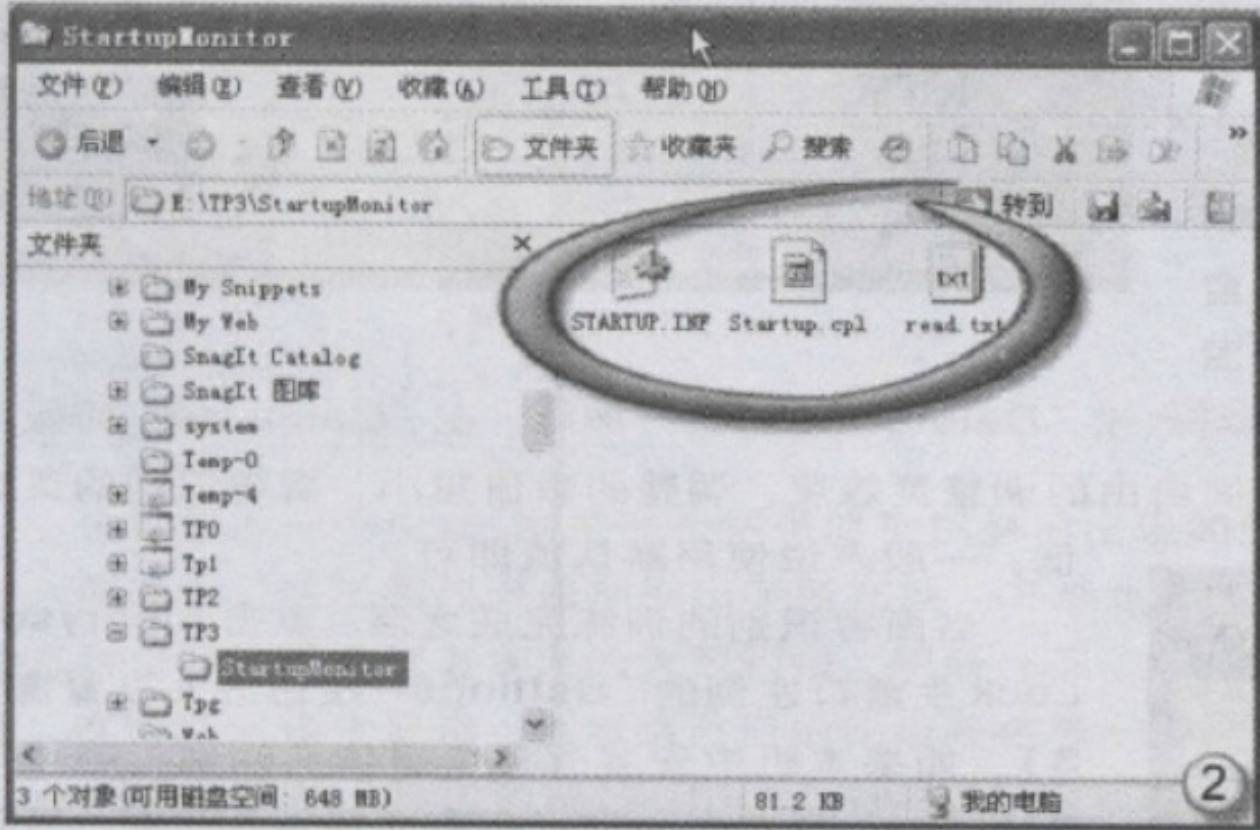 StartupMonitor
文件(F) 编辑(E) 查看(V) 收藏(A) 工具(T) 帮助(H)
后退 文件夹 收藏夹 搜索 »
地址(D) E:\TP3\StartupMonitor 转到
文件夹 ×
My Snippets
My Web
SnagIt Catalog
SnagIt 图库
system
Temp-0
Temp-4
TP0
Tp1
TP2
TP3
StartupMonitor
Tpg
Web
STARTUP.INF Startup.cpl read.txt
3 个对象(可用磁盘空间: 648 MB) 81.2 KB 我的电脑
2